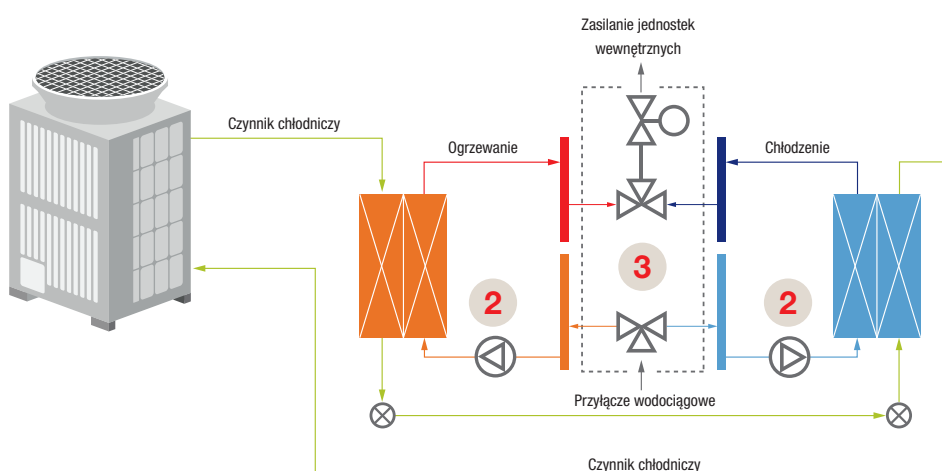 Zasilanie jednostek
wewnętrznych
Czynnik chłodniczy
Ogrzewanie
Chłodzenie
3
2
2
Przyłącze wodociągowe
Czynnik chłodniczy